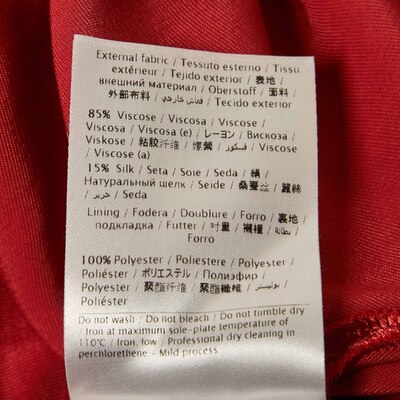 External fabric / Tessuto esterno / Tissu
extérieur / Tejido exterior / 表地 /
внешний материал / Oberstoff / 面料 /
外部布料 / قماش خارجي / Tecido exterior
85% Viscose / Viscosa / Viscose /
Viscosa / Viscosa (e) / レーヨン / Вискоза /
Viskose / 粘胶纤维 / / فسكوز / Viscose
/ Viscose (a)
15% Silk / Seta / Soie / Seda / 絹 /
Натуральный шелк / Seide / 桑蚕丝 / 蠶絲
/ حرير / Seda
Lining / Fodera / Doublure / Forro / 裏地 /
подкладка / Futter / 衬里 / 襯裡 / بطانة /
Forro
100% Polyester / Poliestere / Polyester /
Poliéster / ポリエステル / Полиэфир /
Polyester / 聚酯纤维 / 聚酯纖維 / بوليستر /
Poliéster
Do not wash / Do not bleach / Do not tumble dry
/ Iron at maximum sole-plate temperature of
110°C / Iron, low / Professional dry cleaning in
perchlorethene - Mild process